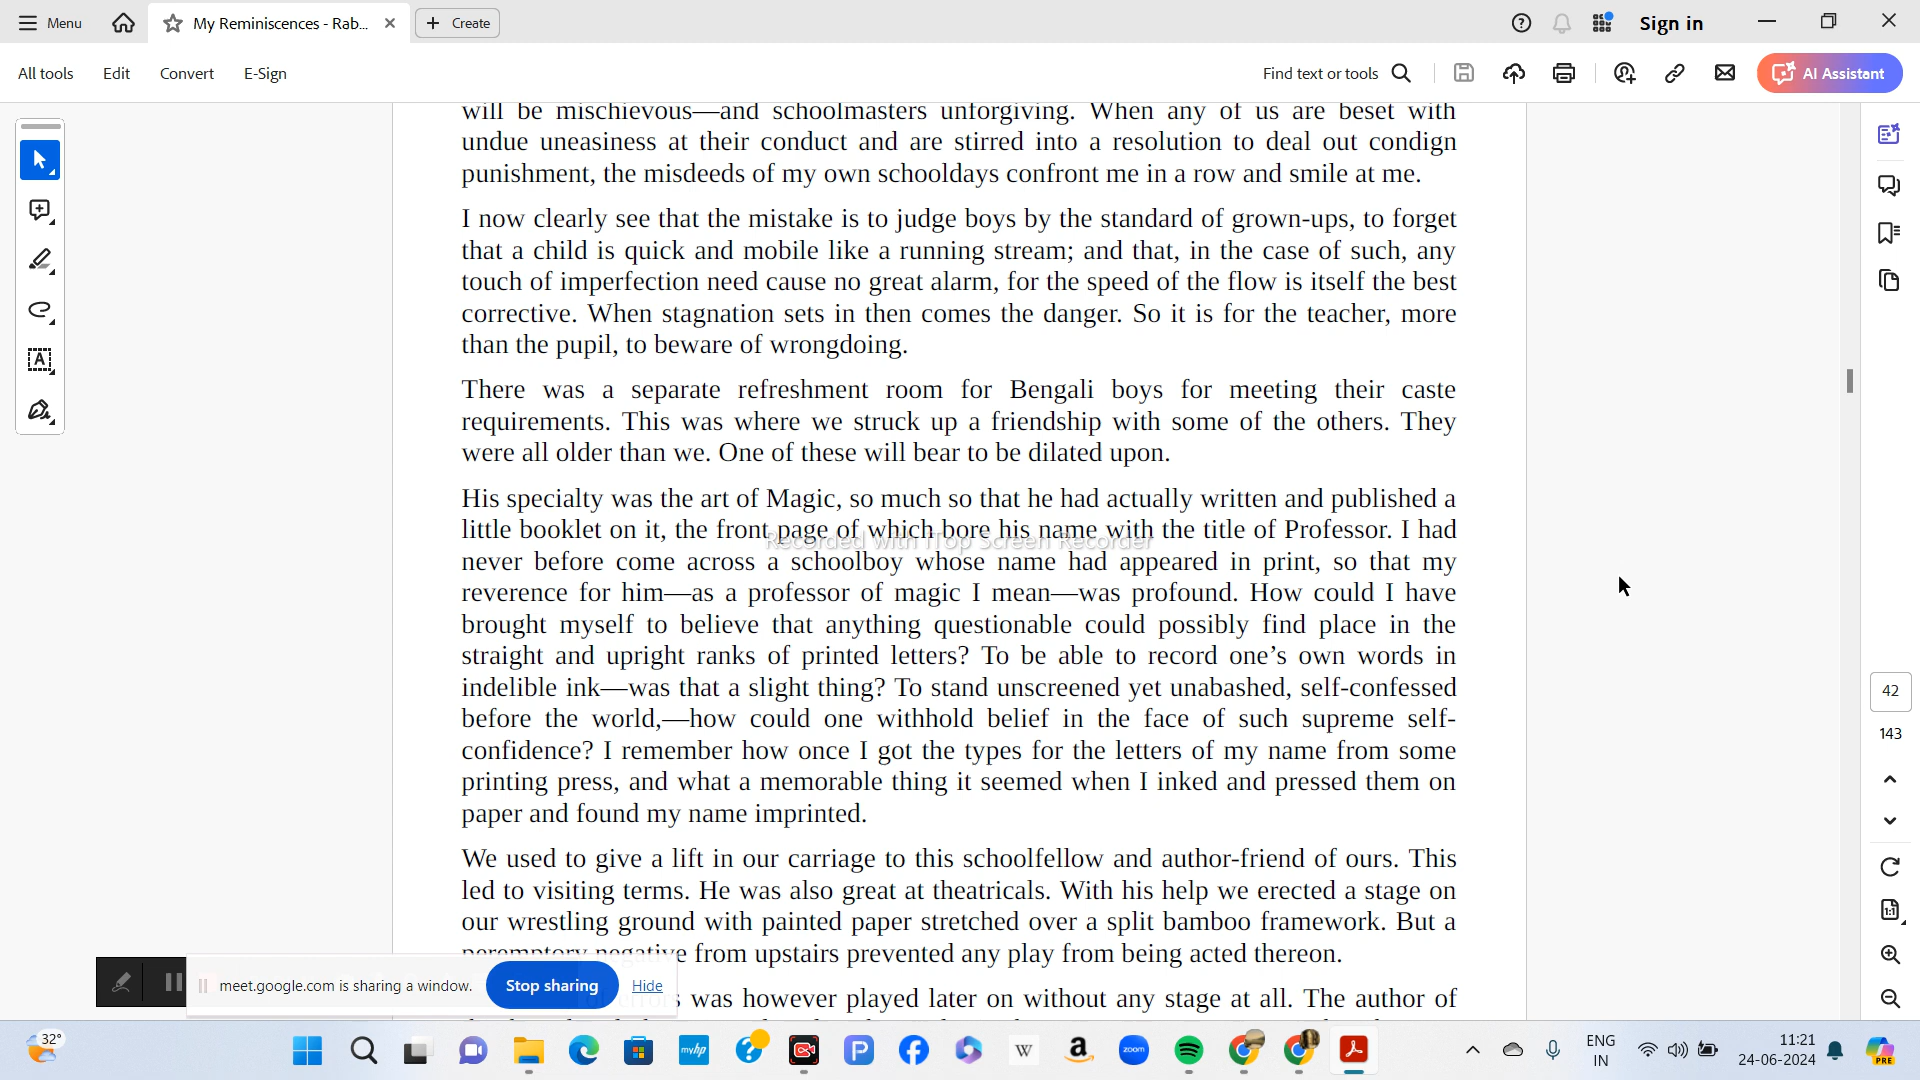 Menu
My Reminiscences - Rab...
Create
Sign in
All tools
Edit
Convert
E-Sign
Find text or tools
AI Assistant
will be mischievous—and schoolmasters unforgiving. When any of us are beset with
undue uneasiness at their conduct and are stirred into a resolution to deal out condign
punishment, the misdeeds of my own schooldays confront me in a row and smile at me.
I now clearly see that the mistake is to judge boys by the standard of grown-ups, to forget
that a child is quick and mobile like a running stream; and that, in the case of such, any
touch of imperfection need cause no great alarm, for the speed of the flow is itself the best
corrective. When stagnation sets in then comes the danger. So it is for the teacher, more
than the pupil, to beware of wrongdoing.
There was a separate refreshment room for Bengali boys for meeting their caste
requirements. This was where we struck up a friendship with some of the others. They
were all older than we. One of these will bear to be dilated upon.
His specialty was the art of Magic, so much so that he had actually written and published a
little booklet on it, the front page of which bore his name with the title of Professor. I had
Recorded with iTop Screen Recorder
never before come across a schoolboy whose name had appeared in print, so that my
reverence for him—as a professor of magic I mean—was profound. How could I have
brought myself to believe that anything questionable could possibly find place in the
straight and upright ranks of printed letters? To be able to record one’s own words in
indelible ink—was that a slight thing? To stand unscreened yet unabashed, self-confessed
before the world,—how could one withhold belief in the face of such supreme self-
confidence? I remember how once I got the types for the letters of my name from some
printing press, and what a memorable thing it seemed when I inked and pressed them on
paper and found my name imprinted.
We used to give a lift in our carriage to this schoolfellow and author-friend of ours. This
led to visiting terms. He was also great at theatricals. With his help we erected a stage on
our wrestling ground with painted paper stretched over a split bamboo framework. But a
peremptory negative from upstairs prevented any play from being acted thereon.
was however played later on without any stage at all. The author of
42
143
meet.google.com is sharing a window.
Stop sharing
Hide
32°
myhp
W
a
zoom
ENG
IN
11:21
24-06-2024
PRE